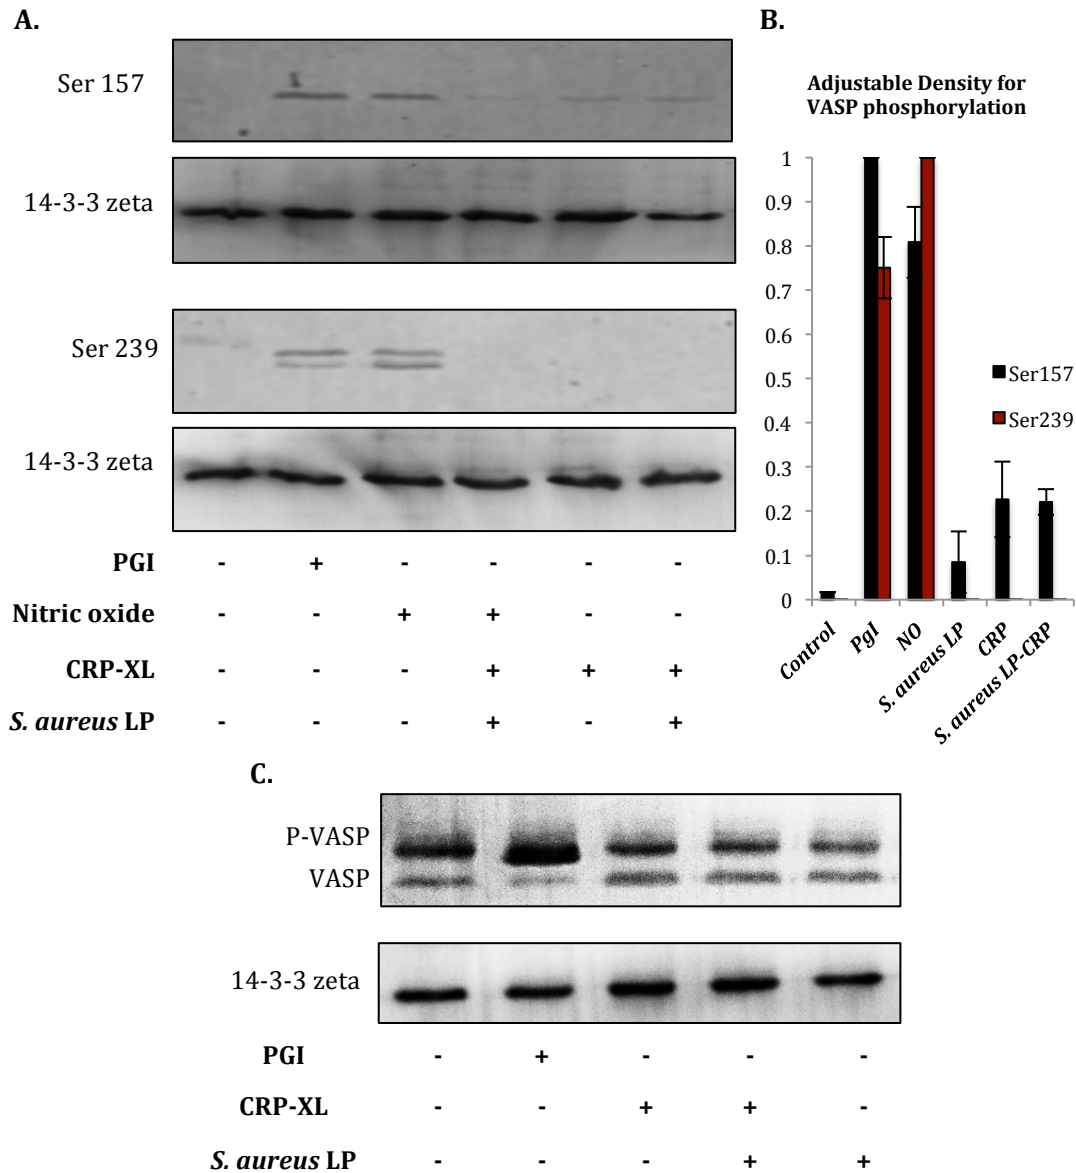 A.
Ser 157
14-3-3 zeta
Ser 239
14-3-3 zeta
PGI - + - - - -
Nitric oxide - - + + - -
CRP-XL - - - + + +
S. aureus LP - - - + - +
B.
Adjustable Density for
VASP phosphorylation
1
0.9
0.8
0.7
0.6
0.5
0.4
0.3
0.2
0.1
0
Ser157
Ser239
Control
PgI
NO
S. aureus LP
CRP
S. aureus LP-CRP
C.
P-VASP
VASP
14-3-3 zeta
PGI - + - - -
CRP-XL - - + + -
S. aureus LP - - - + +